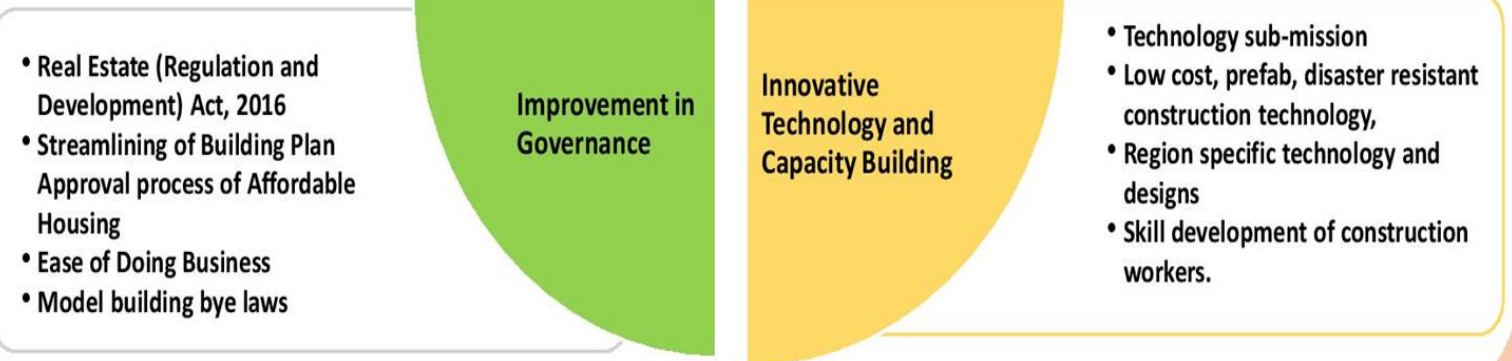 • Real Estate (Regulation and
Development) Act, 2016
• Streamlining of Building Plan
Approval process of Affordable
Housing
• Ease of Doing Business
• Model building bye laws
Improvement in
Governance
Innovative
Technology and
Capacity Building
• Technology sub-mission
• Low cost, prefab, disaster resistant
construction technology,
• Region specific technology and
designs
• Skill development of construction
workers.